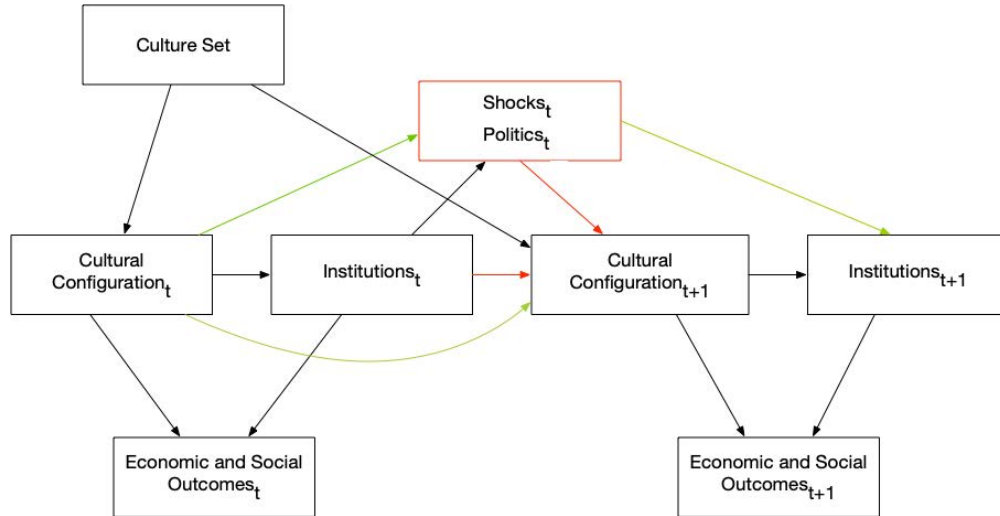 Culture Set
Shocks_t
Politics_t
Cultural
Configuration_t
Institutions_t
Cultural
Configuration_t+1
Institutions_t+1
Economic and Social
Outcomes_t
Economic and Social
Outcomes_t+1